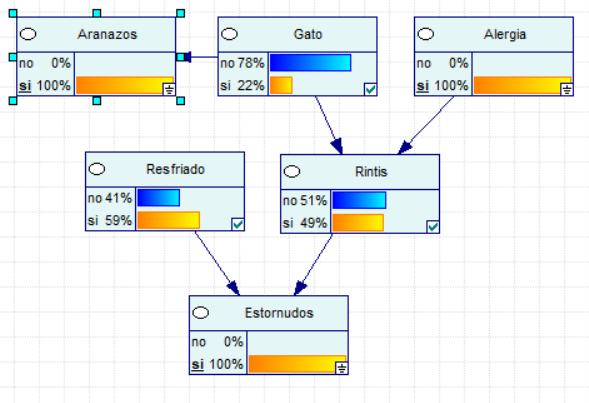 Aranazos
no 0%
si 100%
Gato
no 78%
si 22%
Alergia
no 0%
si 100%
Resfriado
no 41%
si 59%
Rintis
no 51%
si 49%
Estornudos
no 0%
si 100%